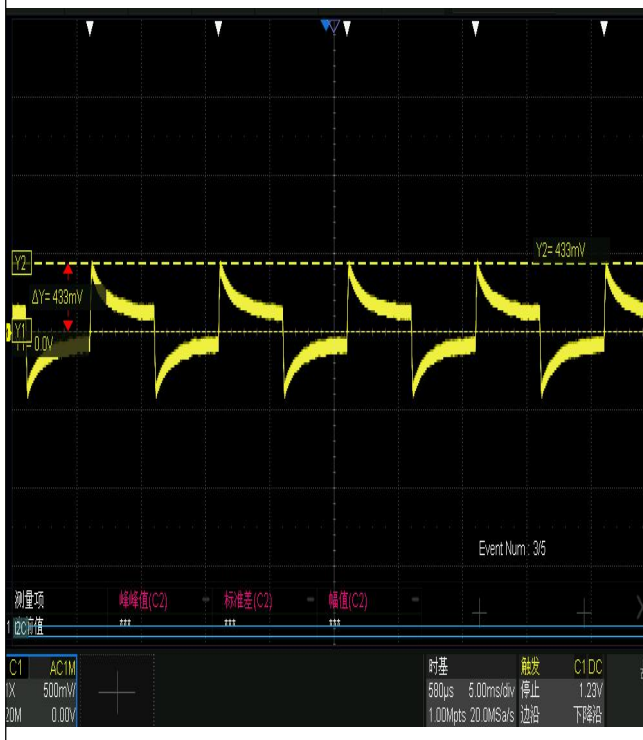 Y2
Y2= 433mV
ΔY= 433mV
Y1
0.0V
Event Num : 3/5
测量项 峰峰值(C2) 标准差(C2) 幅值(C2)
I2C 值 *** *** ***
C1 AC1M
1X 500mV/
20M 0.00V
时基
580μs 5.00ms/div
1.00Mpts 20.0MSa/s
触发 C1 DC
停止 1.23V
边沿 下降沿